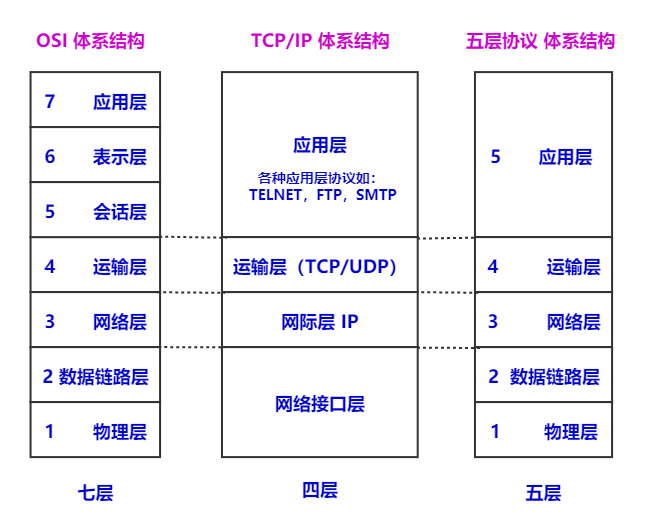 OSI 体系结构
7 应用层
6 表示层
5 会话层
4 运输层
3 网络层
2 数据链路层
1 物理层
七层
TCP/IP 体系结构
应用层
各种应用层协议如：
TELNET，FTP，SMTP
运输层（TCP/UDP）
网际层 IP
网络接口层
四层
五层协议 体系结构
5 应用层
4 运输层
3 网络层
2 数据链路层
1 物理层
五层